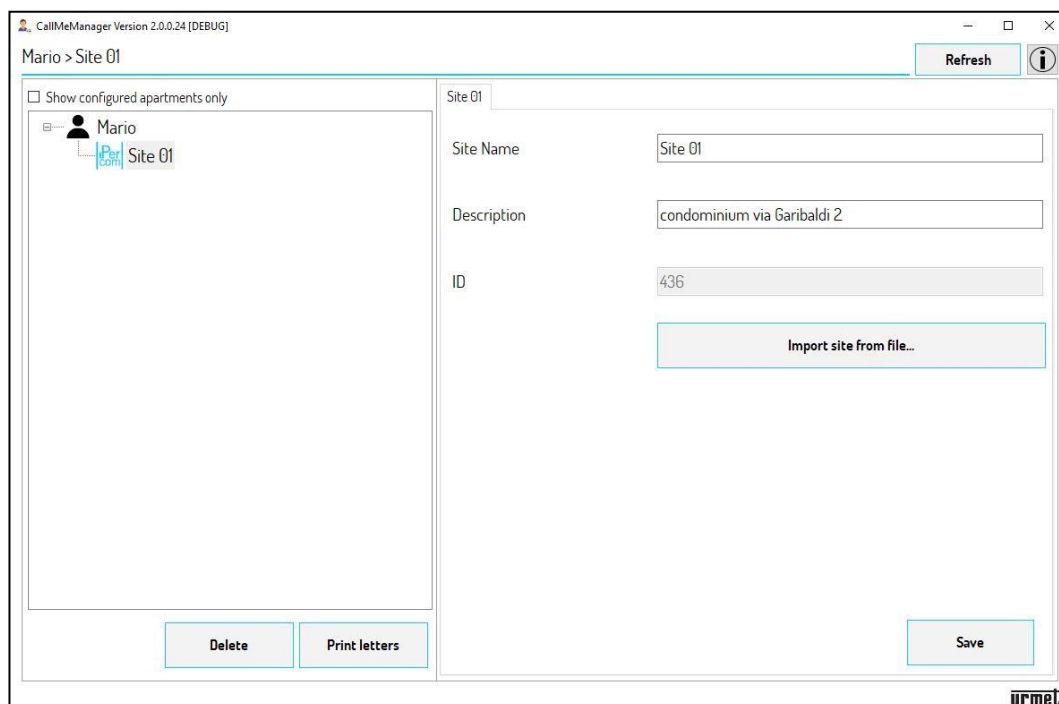 CallMeManager Version 2.0.0.24 [DEBUG]
Mario > Site 01
Refresh
Show configured apartments only
Mario
iPer
com
Site 01
Site 01
Site Name
Site 01
Description
condominium via Garibaldi 2
ID
436
Import site from file...
Delete
Print letters
Save
urmet